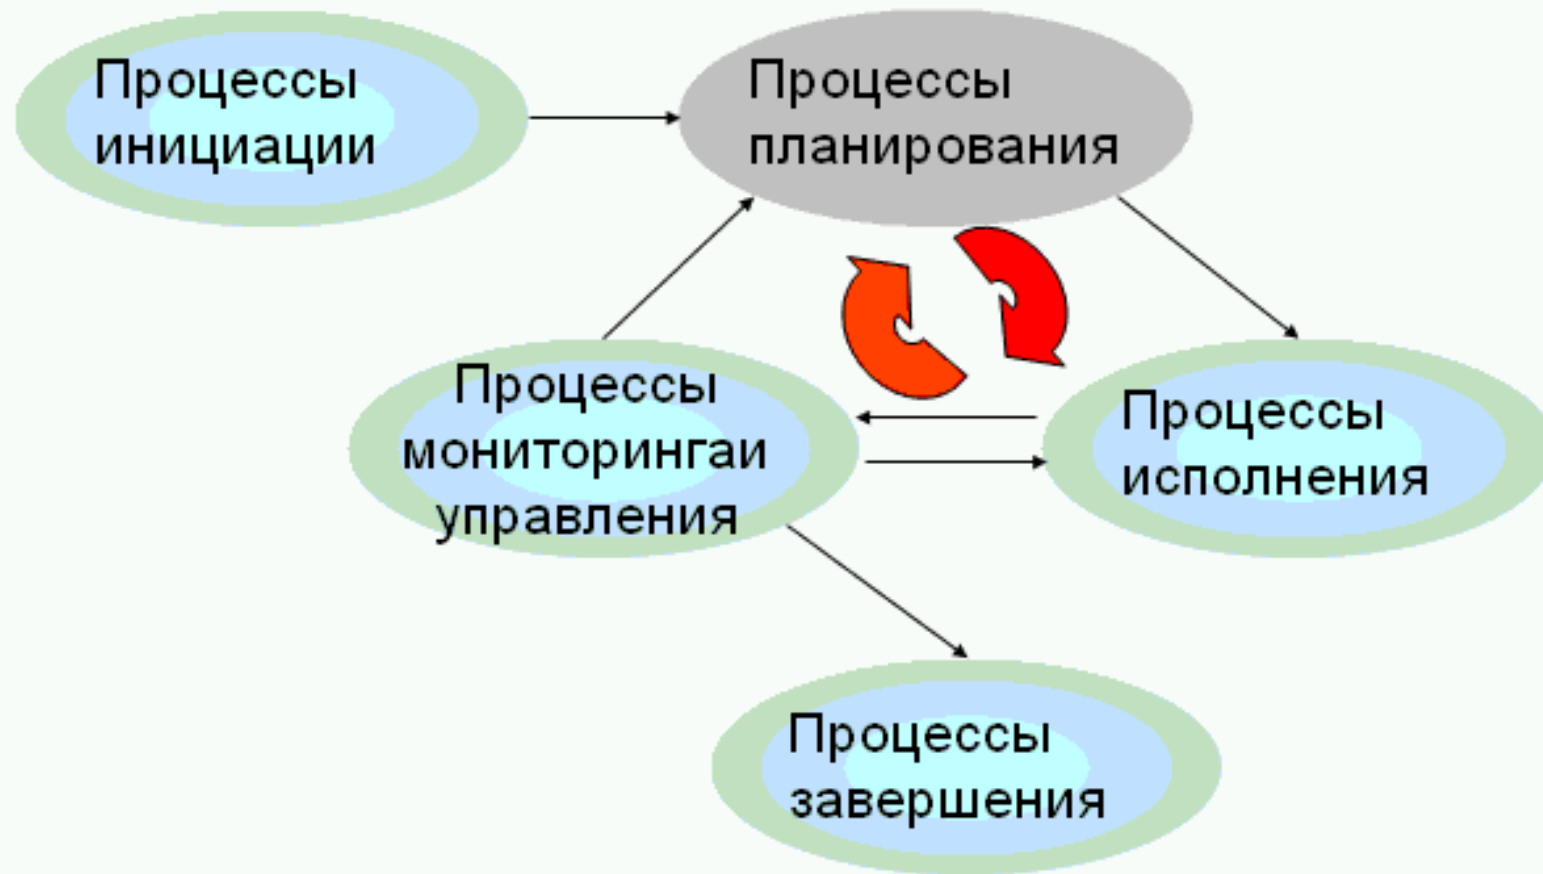 Процессы
инициации
Процессы
планирования
Процессы
мониторингаи
управления
Процессы
исполнения
Процессы
завершения